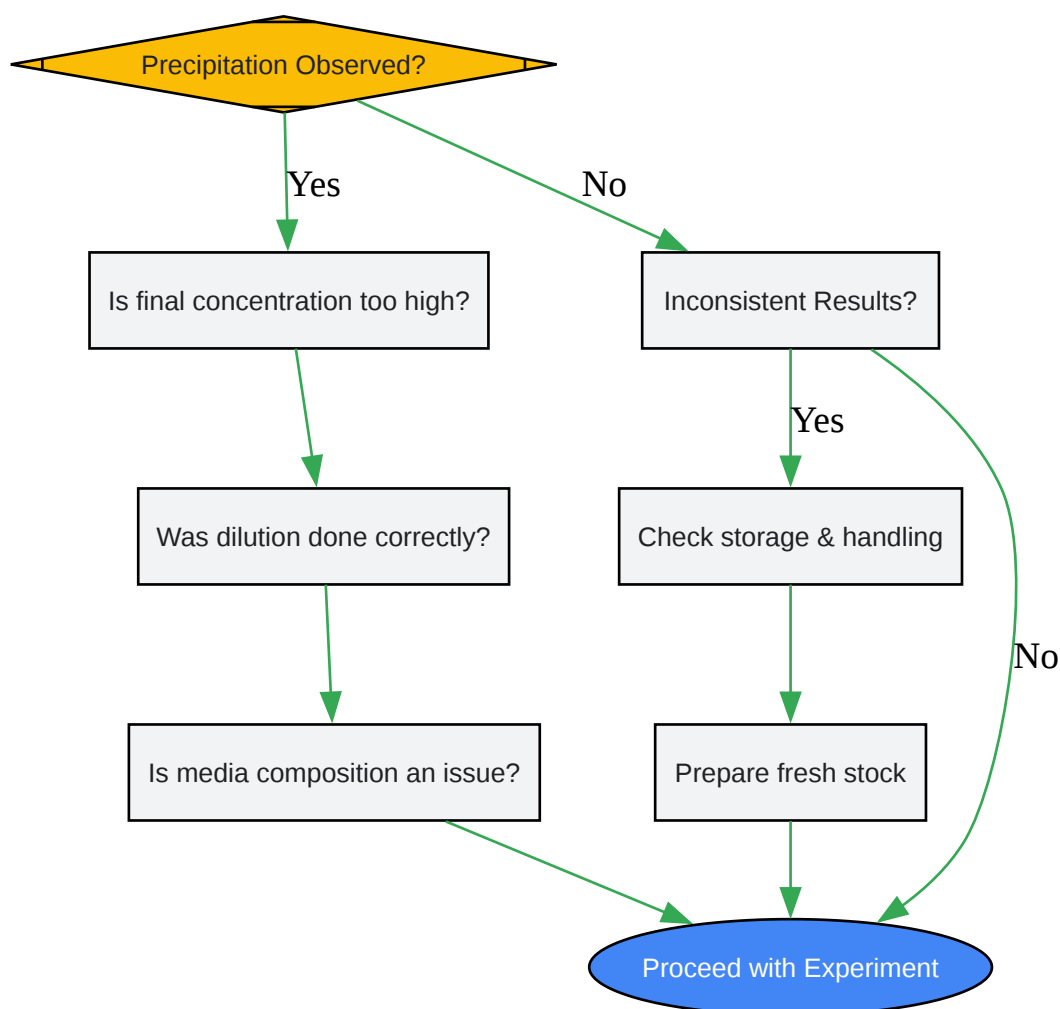 Precipitation Observed?
Yes
No
Is final concentration too high?
Inconsistent Results?
Yes
Was dilution done correctly?
Check storage & handling
No
Is media composition an issue?
Prepare fresh stock
Proceed with Experiment